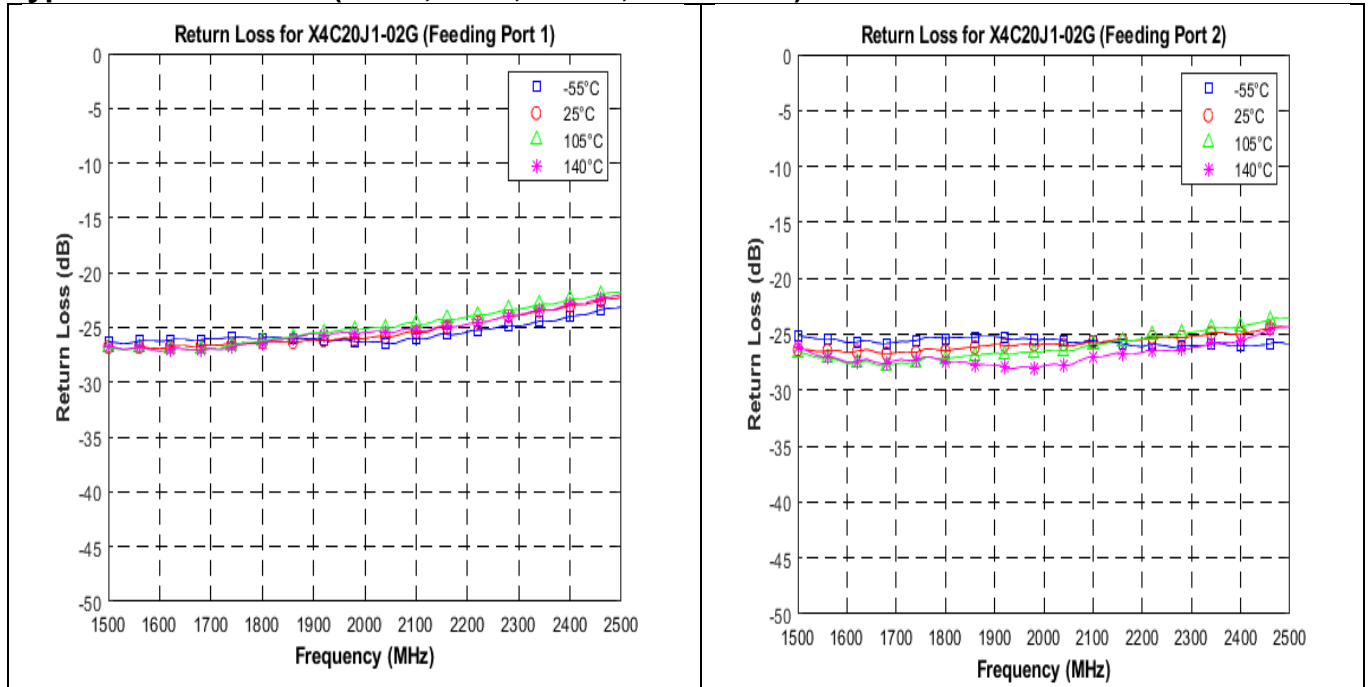 Return Loss for X4C20J1-02G (Feeding Port 1)
0
-5
-10
-15
-20
-25
-30
-35
-40
-45
-50
Return Loss (dB)
-55°C
25°C
105°C
140°C
1500 1600 1700 1800 1900 2000 2100 2200 2300 2400 2500
Frequency (MHz)
Return Loss for X4C20J1-02G (Feeding Port 2)
0
-5
-10
-15
-20
-25
-30
-35
-40
-45
-50
Return Loss (dB)
-55°C
25°C
105°C
140°C
1500 1600 1700 1800 1900 2000 2100 2200 2300 2400 2500
Frequency (MHz)